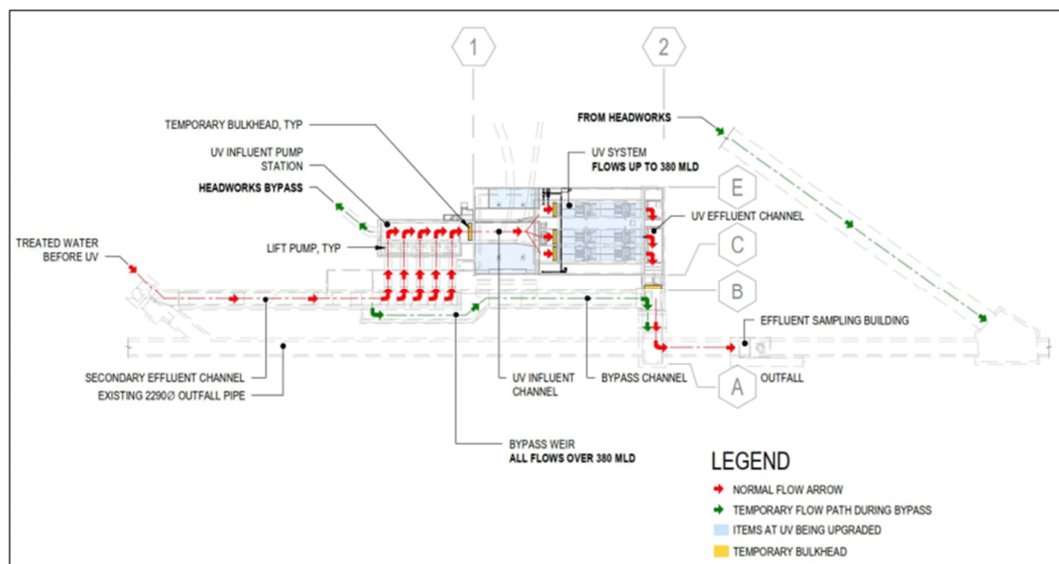 1
2
FROM HEADWORKS
TEMPORARY BULKHEAD, TYP
UV INFLUENT PUMP
STATION
HEADWORKS BYPASS
UV SYSTEM
FLOWS UP TO 380 MLD
E
UV EFFLUENT CHANNEL
LIFT PUMP, TYP
TREATED WATER
BEFORE UV
C
B
EFFLUENT SAMPLING BUILDING
SECONDARY EFFLUENT CHANNEL
EXISTING 2290Ø OUTFALL PIPE
UV INFLUENT
CHANNEL
BYPASS CHANNEL
A
OUTFALL
BYPASS WEIR
ALL FLOWS OVER 380 MLD
LEGEND
NORMAL FLOW ARROW
TEMPORARY FLOW PATH DURING BYPASS
ITEMS AT UV BEING UPGRADED
TEMPORARY BULKHEAD